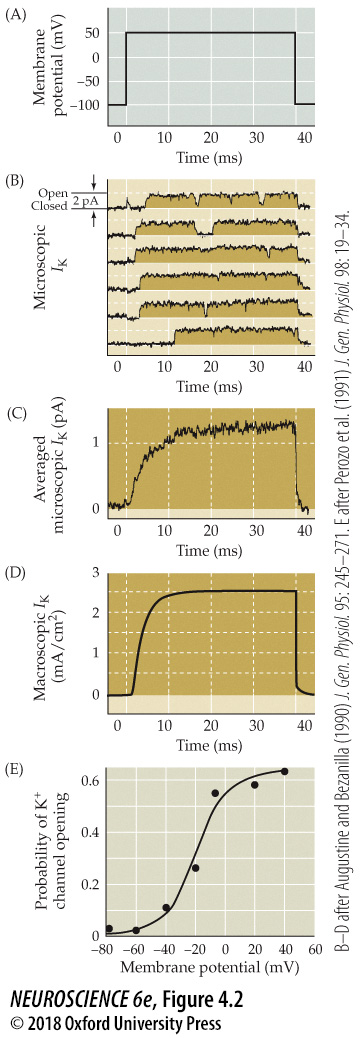 (A)
Membrane
potential (mV)
50
0
−50
−100
0 10 20 30 40
Time (ms)
(B)
Open
Closed
2 pA
Microscopic
I_K
0 10 20 30 40
Time (ms)
(C)
Averaged
microscopic I_K (pA)
1
0
0 10 20 30 40
Time (ms)
(D)
Macroscopic I_K
(mA/cm²)
3
2
1
0
0 10 20 30 40
Time (ms)
(E)
Probability of K⁺
channel opening
0.6
0.4
0.2
0
−80 −60 −40 −20 0 20 40 60
Membrane potential (mV)
B–D after Augustine and Bezanilla (1990) J. Gen. Physiol. 95: 245–271. E after Perozo et al. (1991) J. Gen. Physiol. 98: 19–34.
NEUROSCIENCE 6e, Figure 4.2
© 2018 Oxford University Press